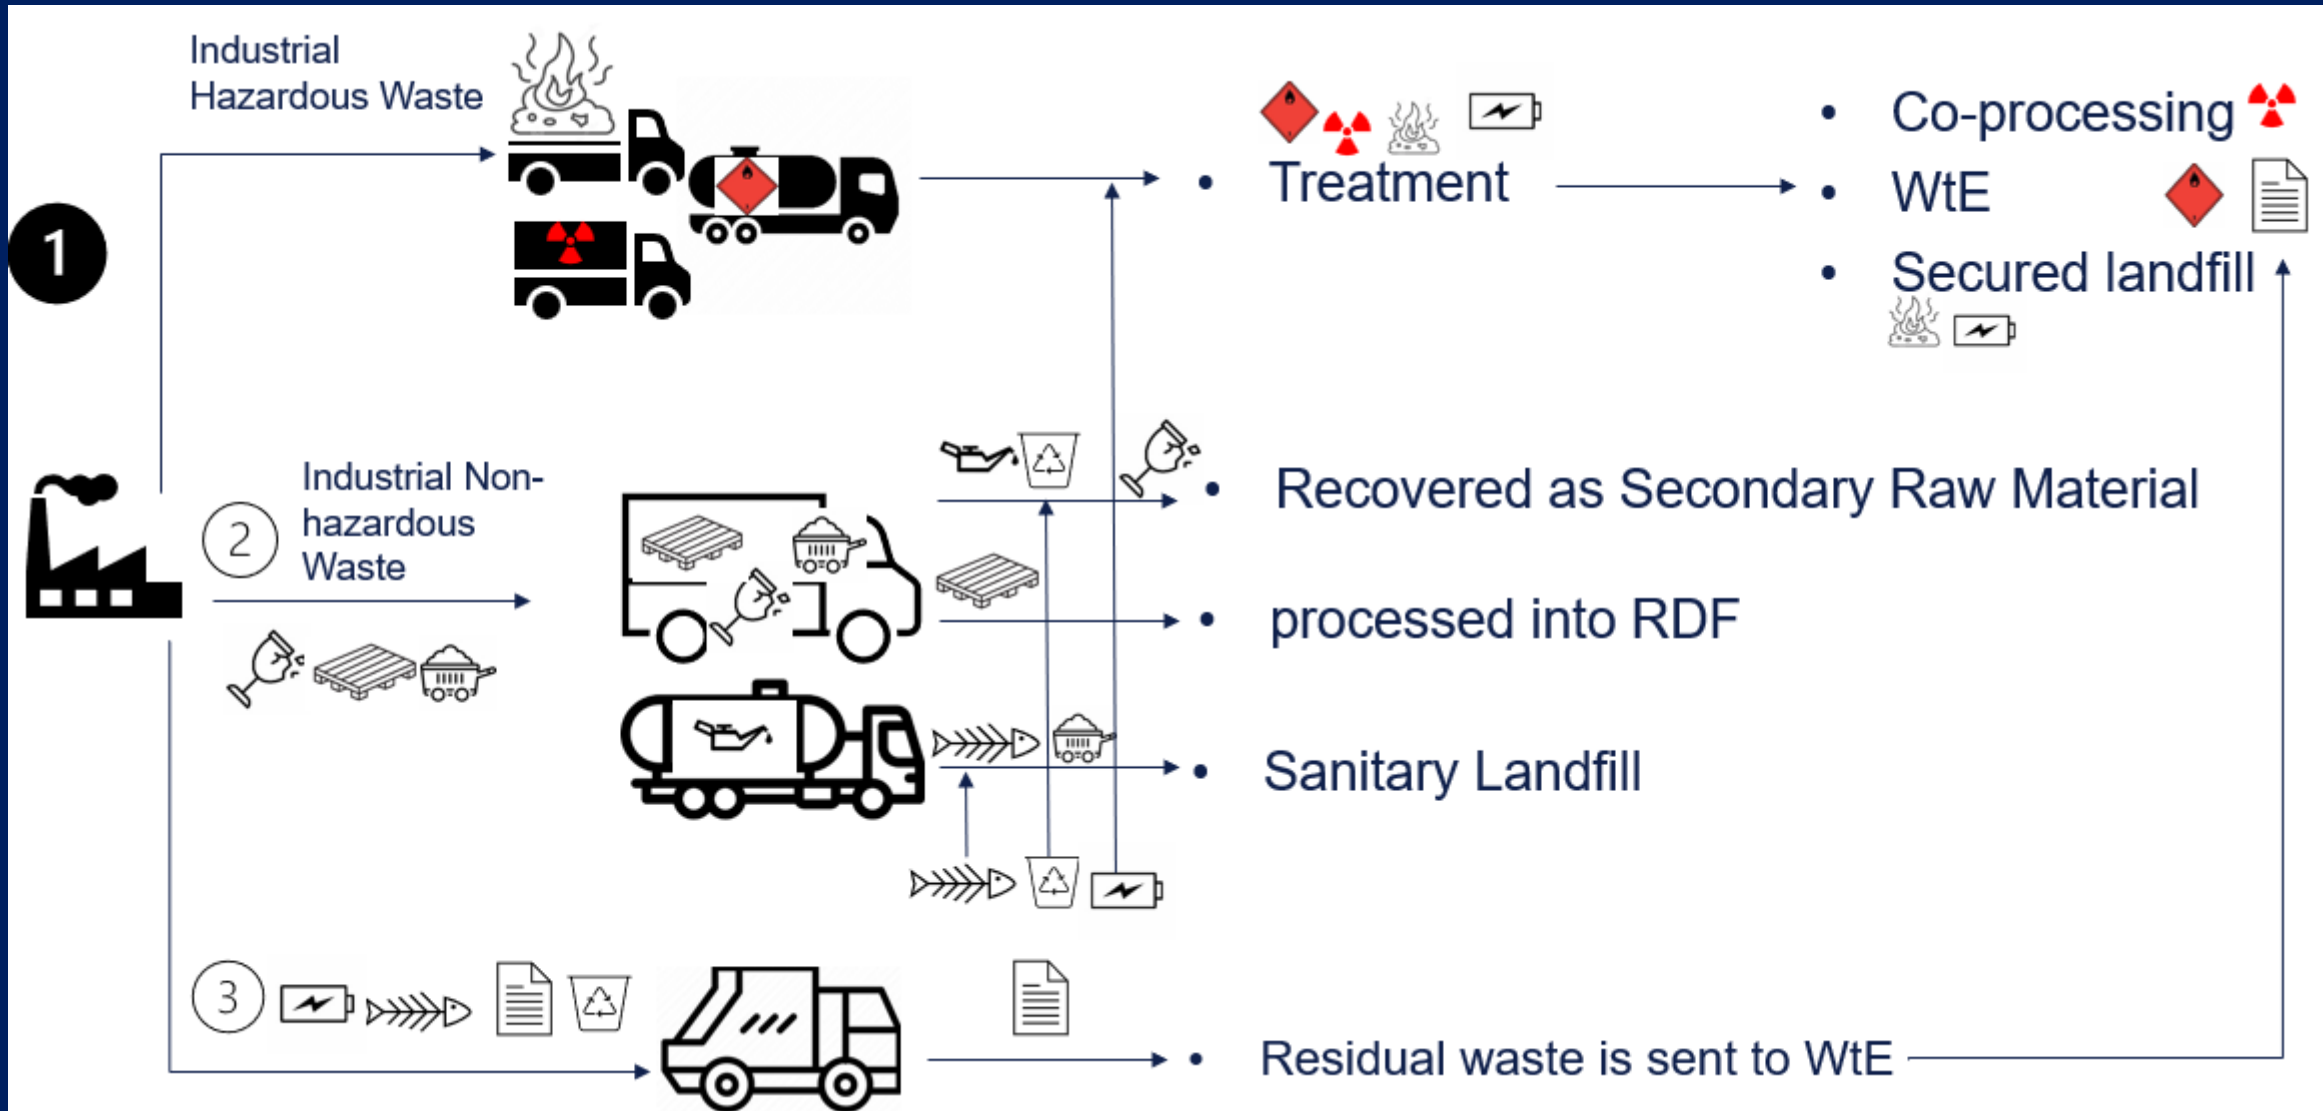 Industrial
Hazardous Waste
1
Treatment
• Co-processing
• WtE
• Secured landfill
2
Industrial Non-
hazardous
Waste
• Recovered as Secondary Raw Material
• processed into RDF
• Sanitary Landfill
3
• Residual waste is sent to WtE